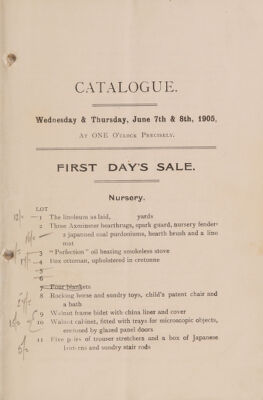 CATALOGUE.
Wednesday & Thursday, June 7th & 8th, 1905,
AT ONE O'CLOCK PRECISELY.
FIRST DAY'S SALE.
Nursery.
LOT
1 The linoleum as laid, yards
2 Three Axminster hearthrugs, spark guard, nursery fender
2 japanned coal purdoniums, hearth brush and a lino
mat
3 "Perfection" oil heating smokeless stove
4 Box ottoman, upholstered in cretonne
5
6
7 Four blankets
8 Rocking horse and sundry toys, child's patent chair and
a bath
9 Walnut frame bidet with china liner and cover
10 Walnut cabinet, fitted with trays for microscopic objects,
enclosed by glazed panel doors
11 Five pairs of trouser stretchers and a box of Japanese
lanterns and sundry stair rods